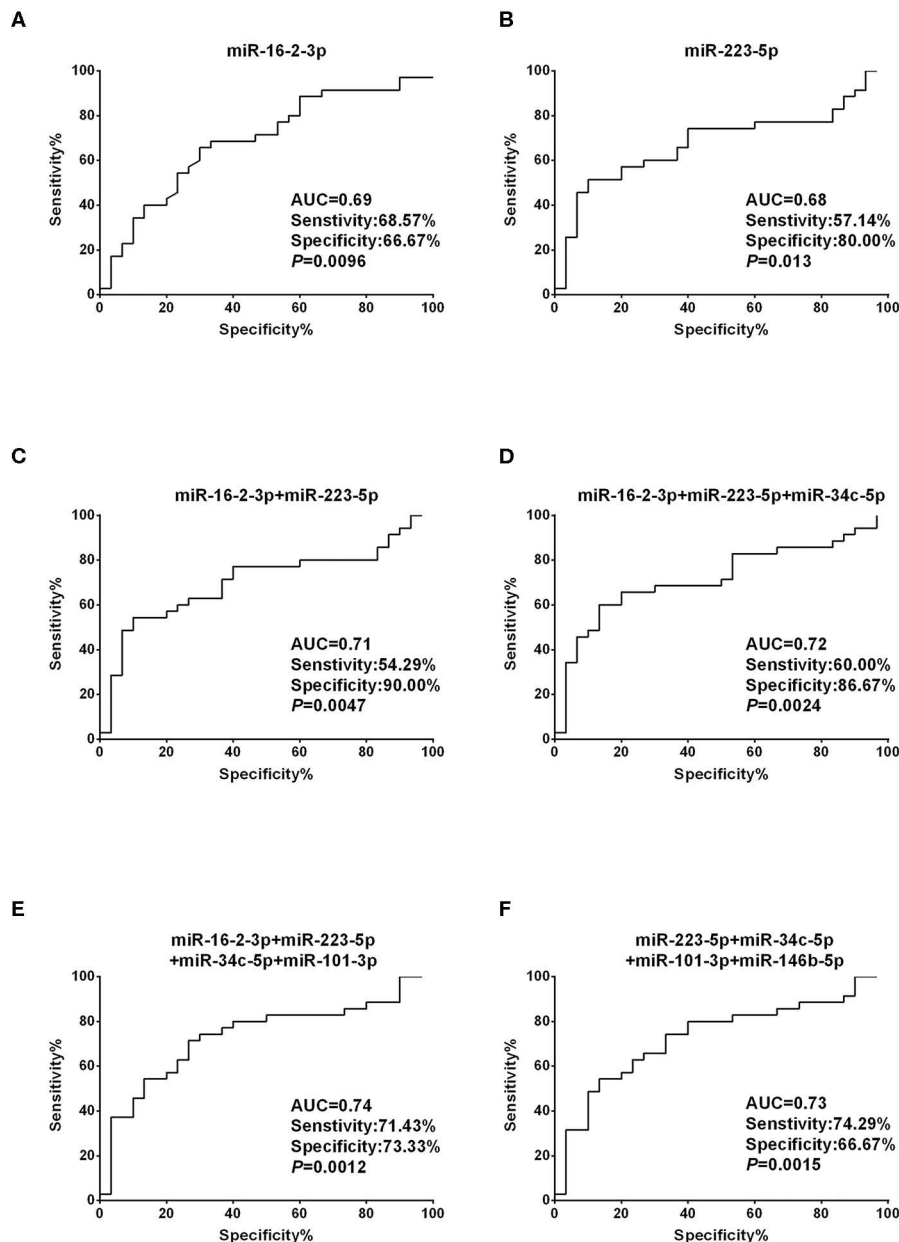 A
miR-16-2-3p
100
80
60
40
20
0
Sensitivity%
AUC=0.69
Senstivity:68.57%
Specificity:66.67%
P=0.0096
0 20 40 60 80 100
Specificity%
B
miR-223-5p
100
80
60
40
20
0
Sensitivity%
AUC=0.68
Senstivity:57.14%
Specificity:80.00%
P=0.013
0 20 40 60 80 100
Specificity%
C
miR-16-2-3p+miR-223-5p
100
80
60
40
20
0
Sensitivity%
AUC=0.71
Senstivity:54.29%
Specificity:90.00%
P=0.0047
0 20 40 60 80 100
Specificity%
D
miR-16-2-3p+miR-223-5p+miR-34c-5p
100
80
60
40
20
0
Sensitivity%
AUC=0.72
Senstivity:60.00%
Specificity:86.67%
P=0.0024
0 20 40 60 80 100
Specificity%
E
miR-16-2-3p+miR-223-5p
+miR-34c-5p+miR-101-3p
100
80
60
40
20
0
Sensitivity%
AUC=0.74
Senstivity:71.43%
Specificity:73.33%
P=0.0012
0 20 40 60 80 100
Specificity%
F
miR-223-5p+miR-34c-5p
+miR-101-3p+miR-146b-5p
100
80
60
40
20
0
Sensitivity%
AUC=0.73
Senstivity:74.29%
Specificity:66.67%
P=0.0015
0 20 40 60 80 100
Specificity%